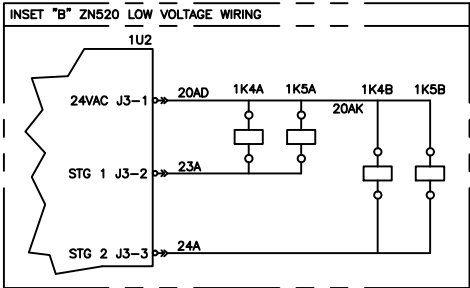 INSET "B" ZN520 LOW VOLTAGE WIRING
1U2
24VAC J3-1 20AD 1K4A 1K5A 1K4B 1K5B
20AK
STG 1 J3-2 23A
STG 2 J3-3 24A